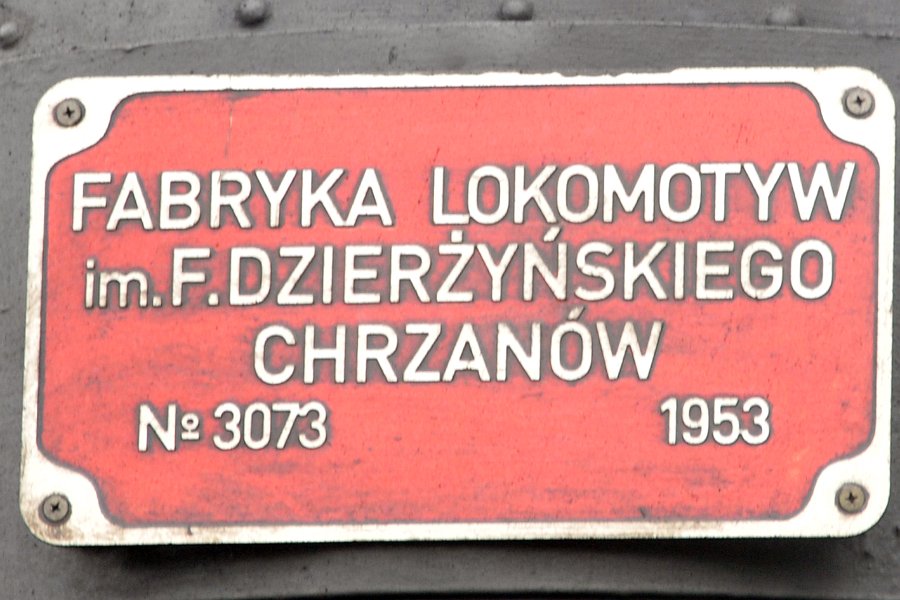 FABRYKA LOKOMOTYW
im. F. DZIERŻYŃSKIEGO
CHRZANÓW
Nº 3073 1953